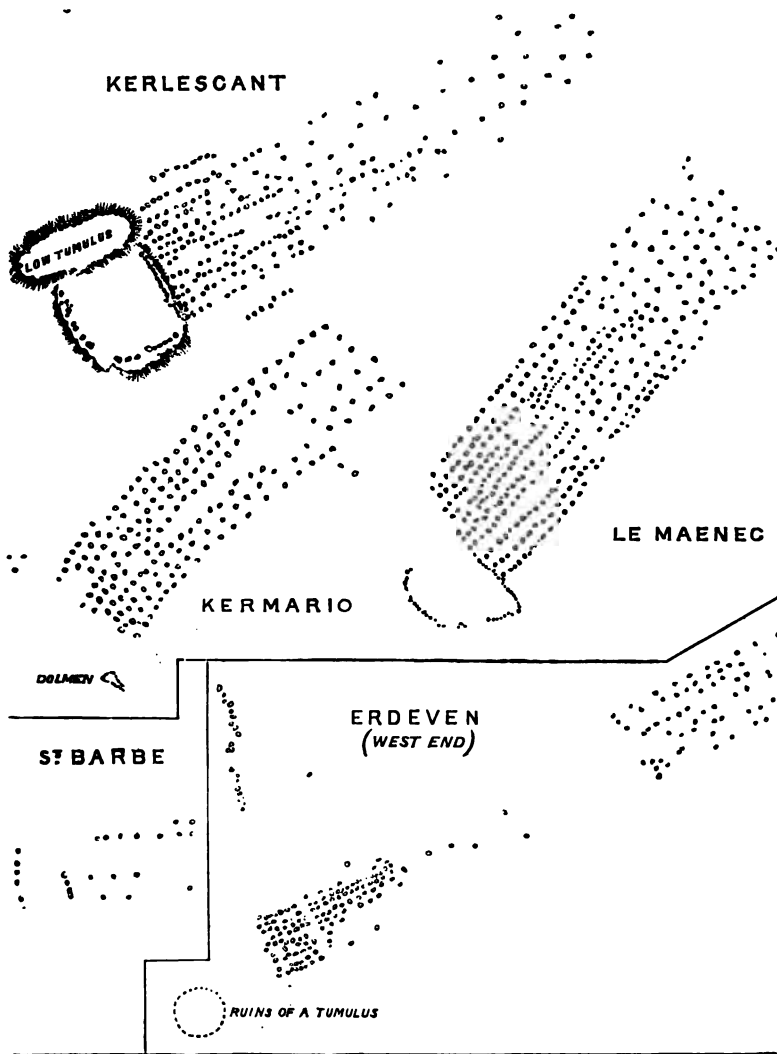 KERLESCANT
LOW TUMULUS
LE MAENEC
KERMARIO
DOLMEN
ERDEVEN
(WEST END)
ST BARBE
RUINS OF A TUMULUS